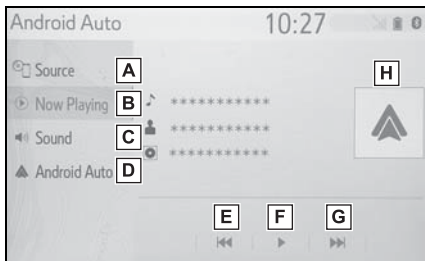 Android Auto 10:27
Source A H
Now Playing B ***********
Sound C ***********
***********
Android Auto D
E F G